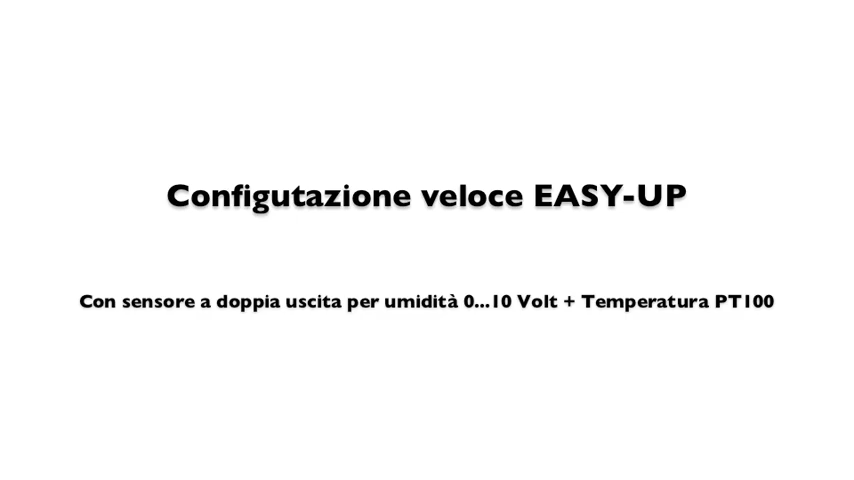 Configutazione veloce EASY-UP
Con sensore a doppia uscita per umidità 0...10 Volt + Temperatura PT100